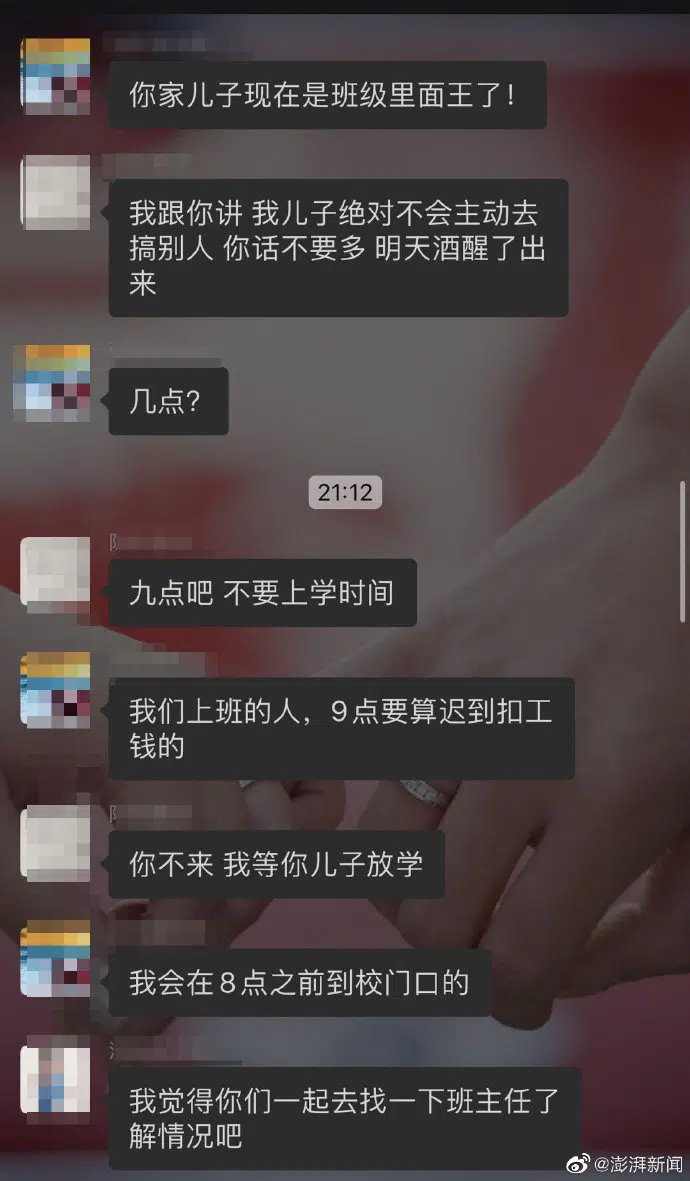 你家儿子现在是班级里面王了！
我跟你讲 我儿子绝对不会主动去
搞别人 你话不要多 明天酒醒了出
来
几点？
21:12
九点吧 不要上学时间
我们上班的人，9点要算迟到扣工
钱的
你不来 我等你儿子放学
我会在8点之前到校门口的
我觉得你们一起去找一下班主任了
解情况吧
@澎湃新闻